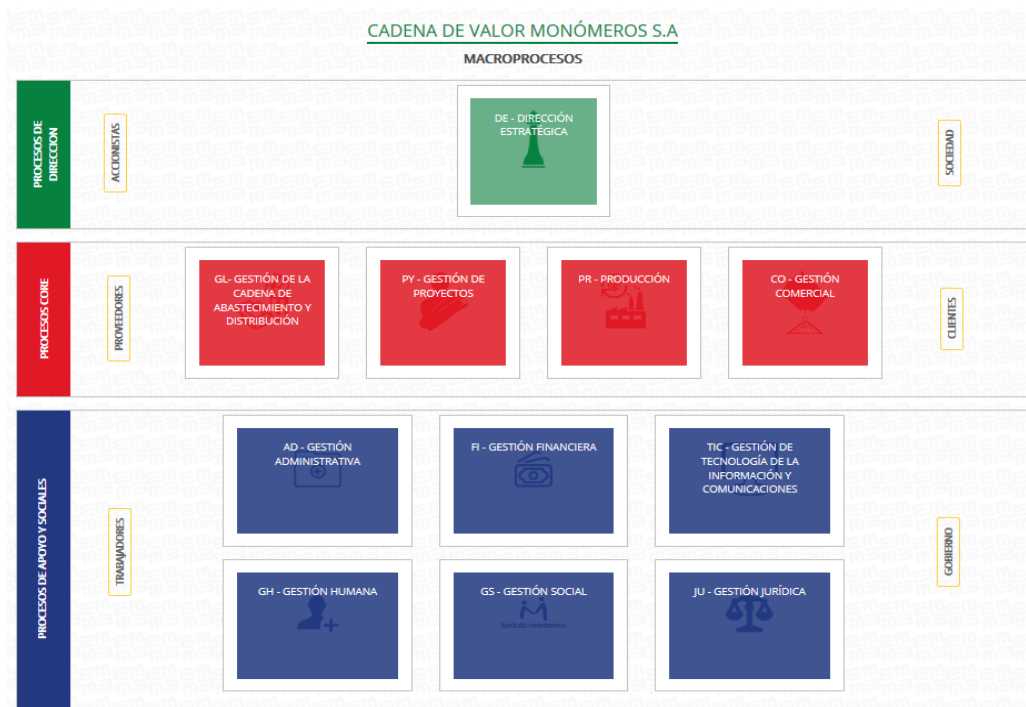 CADENA DE VALOR MONÓMEROS S.A
MACROPROCESOS
PROCESOS DE
DIRECCION
ACCIONISTAS
DE - DIRECCIÓN
ESTRATÉGICA
SOCIEDAD
PROCESOS CORE
PROVEEDORES
GL- GESTIÓN DE LA
CADENA DE
ABASTECIMIENTO Y
DISTRIBUCIÓN
PY - GESTIÓN DE
PROYECTOS
PR - PRODUCCIÓN
CO - GESTIÓN
COMERCIAL
CLIENTES
PROCESOS DE APOYO Y SOCIALES
TRABAJADORES
AD - GESTIÓN
ADMINISTRATIVA
FI - GESTIÓN FINANCIERA
TIC - GESTIÓN DE
TECNOLOGÍA DE LA
INFORMACIÓN Y
COMUNICACIONES
GOBIERNO
GH - GESTIÓN HUMANA
GS - GESTIÓN SOCIAL
JU - GESTIÓN JURÍDICA